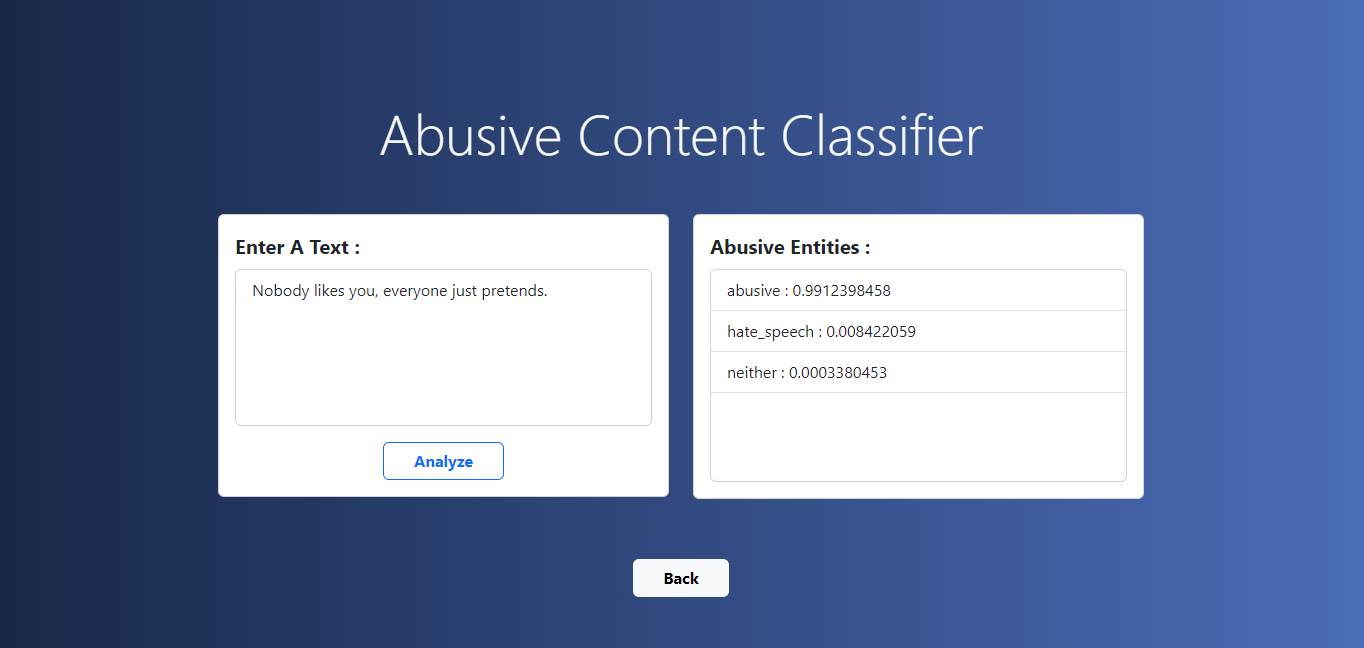 Abusive Content Classifier
Enter A Text :
Nobody likes you, everyone just pretends.
Analyze
Abusive Entities :
abusive : 0.9912398458
hate_speech : 0.008422059
neither : 0.0003380453
Back